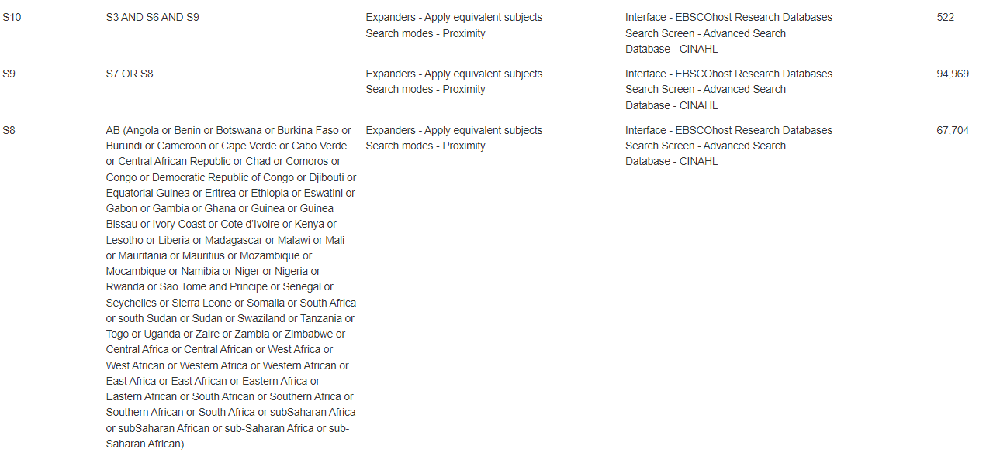 S10
S3 AND S6 AND S9
Expanders - Apply equivalent subjects
Search modes - Proximity
Interface - EBSCOhost Research Databases
Search Screen - Advanced Search
Database - CINAHL
522
S9
S7 OR S8
Expanders - Apply equivalent subjects
Search modes - Proximity
Interface - EBSCOhost Research Databases
Search Screen - Advanced Search
Database - CINAHL
94,969
S8
AB (Angola or Benin or Botswana or Burkina Faso or
Burundi or Cameroon or Cape Verde or Cabo Verde
or Central African Republic or Chad or Comoros or
Congo or Democratic Republic of Congo or Djibouti or
Equatorial Guinea or Eritrea or Ethiopia or Eswatini or
Gabon or Gambia or Ghana or Guinea or Guinea
Bissau or Ivory Coast or Cote d’Ivoire or Kenya or
Lesotho or Liberia or Madagascar or Malawi or Mali
or Mauritania or Mauritius or Mozambique or
Mocambique or Namibia or Niger or Nigeria or
Rwanda or Sao Tome and Principe or Senegal or
Seychelles or Sierra Leone or Somalia or South Africa
or south Sudan or Sudan or Swaziland or Tanzania or
Togo or Uganda or Zaire or Zambia or Zimbabwe or
Central Africa or Central African or West Africa or
West African or Western Africa or Western African or
East Africa or East African or Eastern Africa or
Eastern African or South African or Southern Africa or
Southern African or South Africa or subSaharan Africa
or subSaharan African or sub-Saharan Africa or sub-
Saharan African)
Expanders - Apply equivalent subjects
Search modes - Proximity
Interface - EBSCOhost Research Databases
Search Screen - Advanced Search
Database - CINAHL
67,704